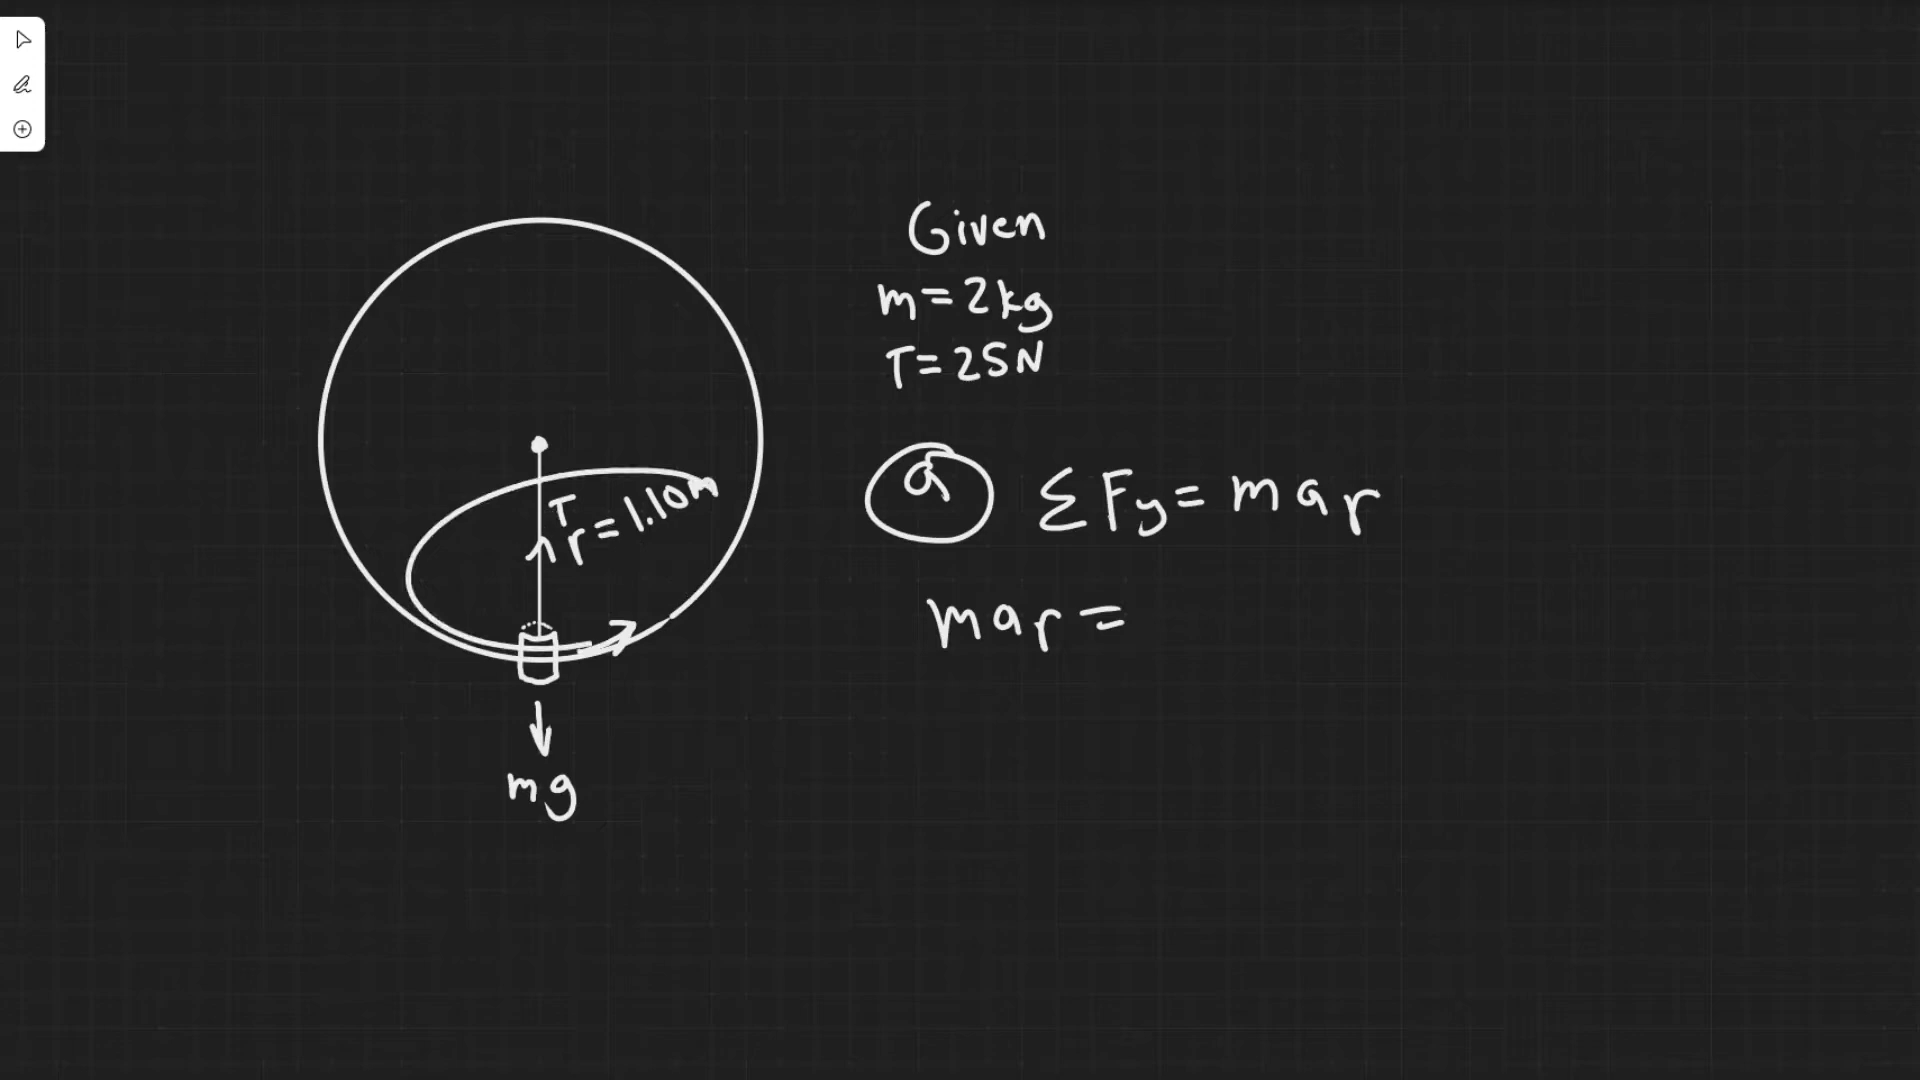 Given
m = 2kg
T = 25N
T
r = 1.10m
a ΣFy = mar
mar =
mg